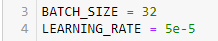 3 BATCH_SIZE = 32
4 LEARNING_RATE = 5e-5